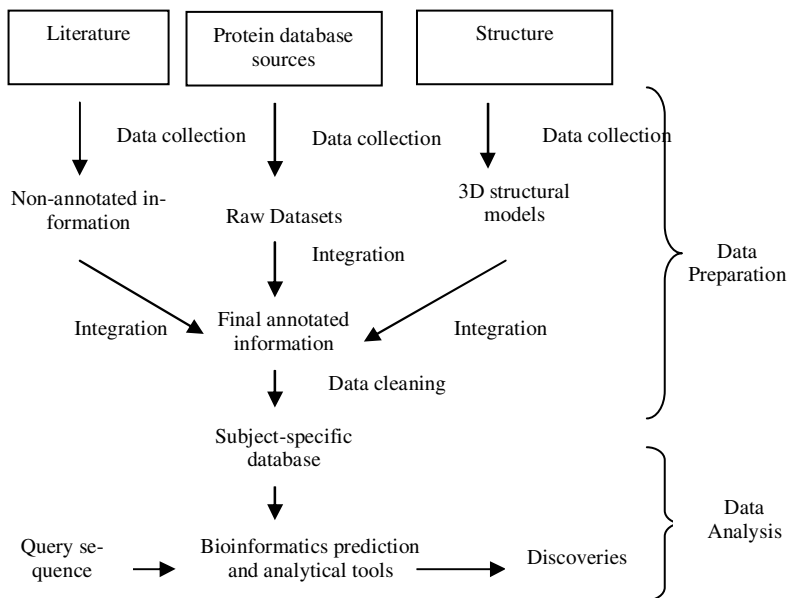 Literature
Protein database
sources
Structure
Data collection
Data collection
Data collection
Non-annotated in-
formation
Raw Datasets
3D structural
models
Integration
Data
Preparation
Integration
Final annotated
information
Integration
Data cleaning
Subject-specific
database
Data
Analysis
Query se-
quence
Bioinformatics prediction
and analytical tools
Discoveries